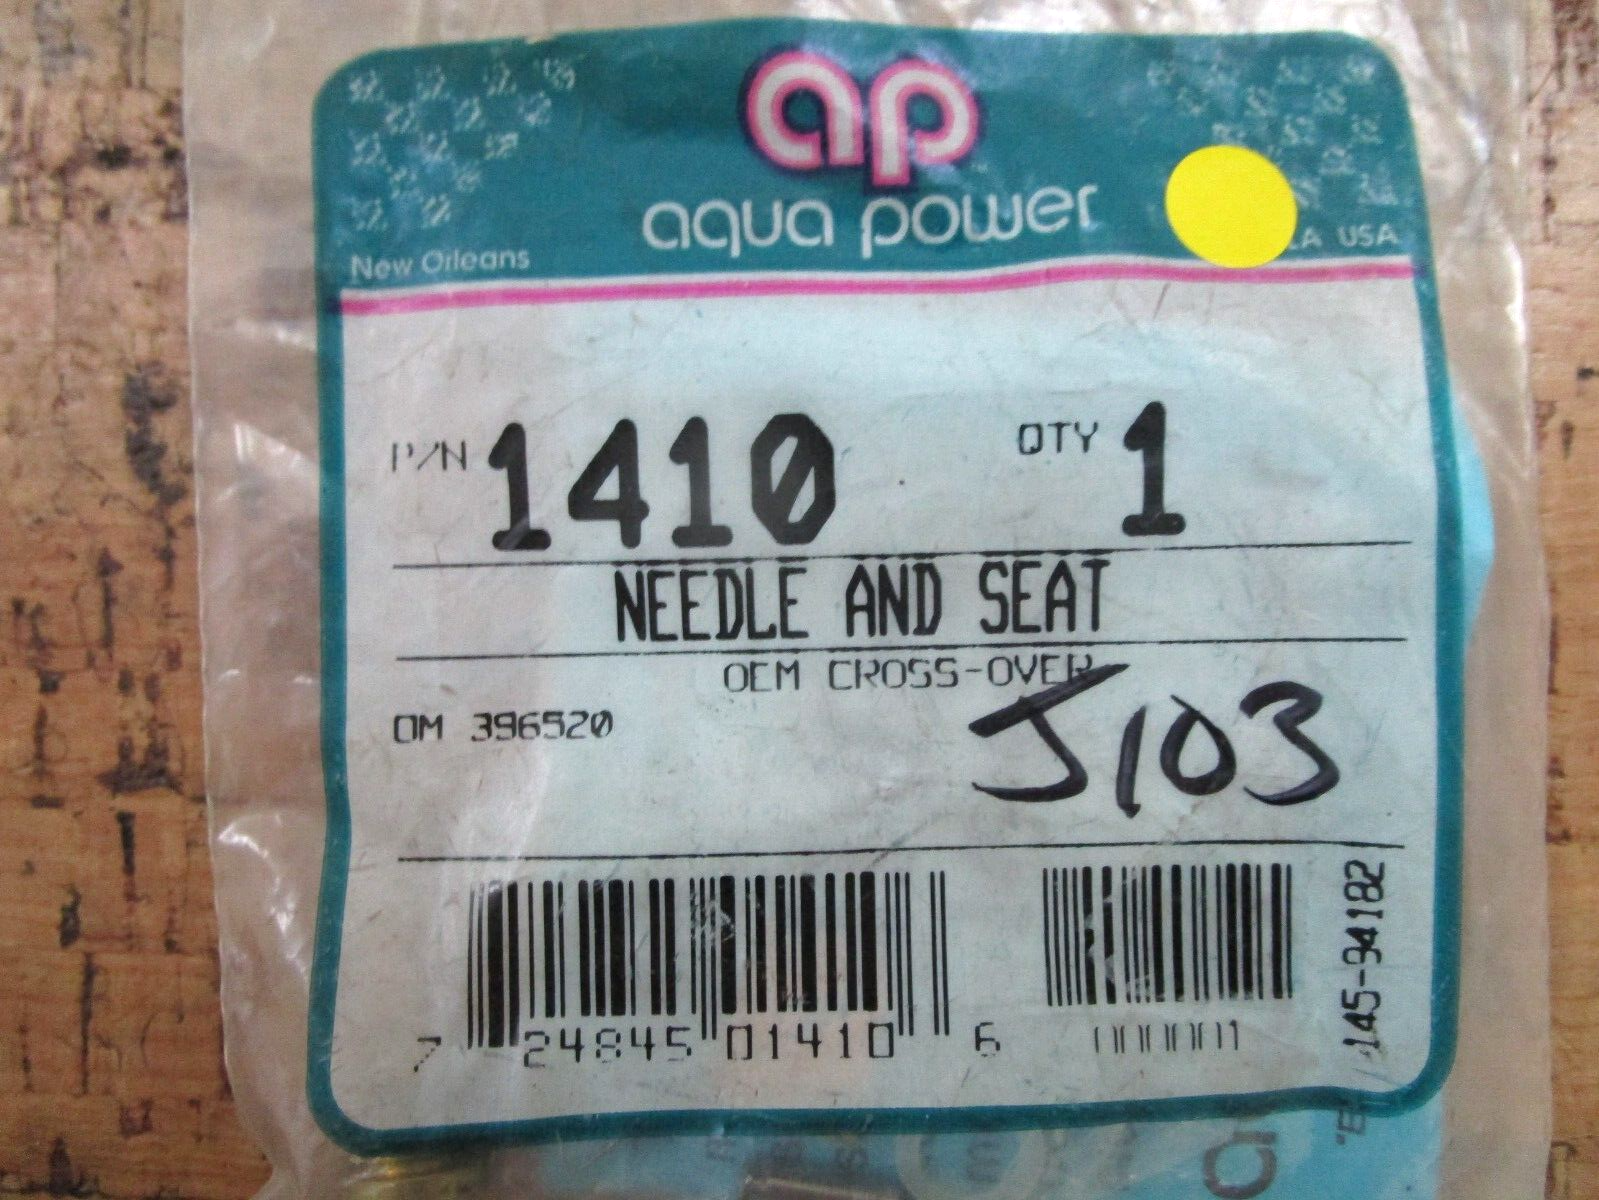 ap
aqua power
New Orleans LA USA
P/N 1410 QTY 1
NEEDLE AND SEAT
OEM CROSS-OVER
OM 396520
J103
7 24845 01410 6
000001
145-94182